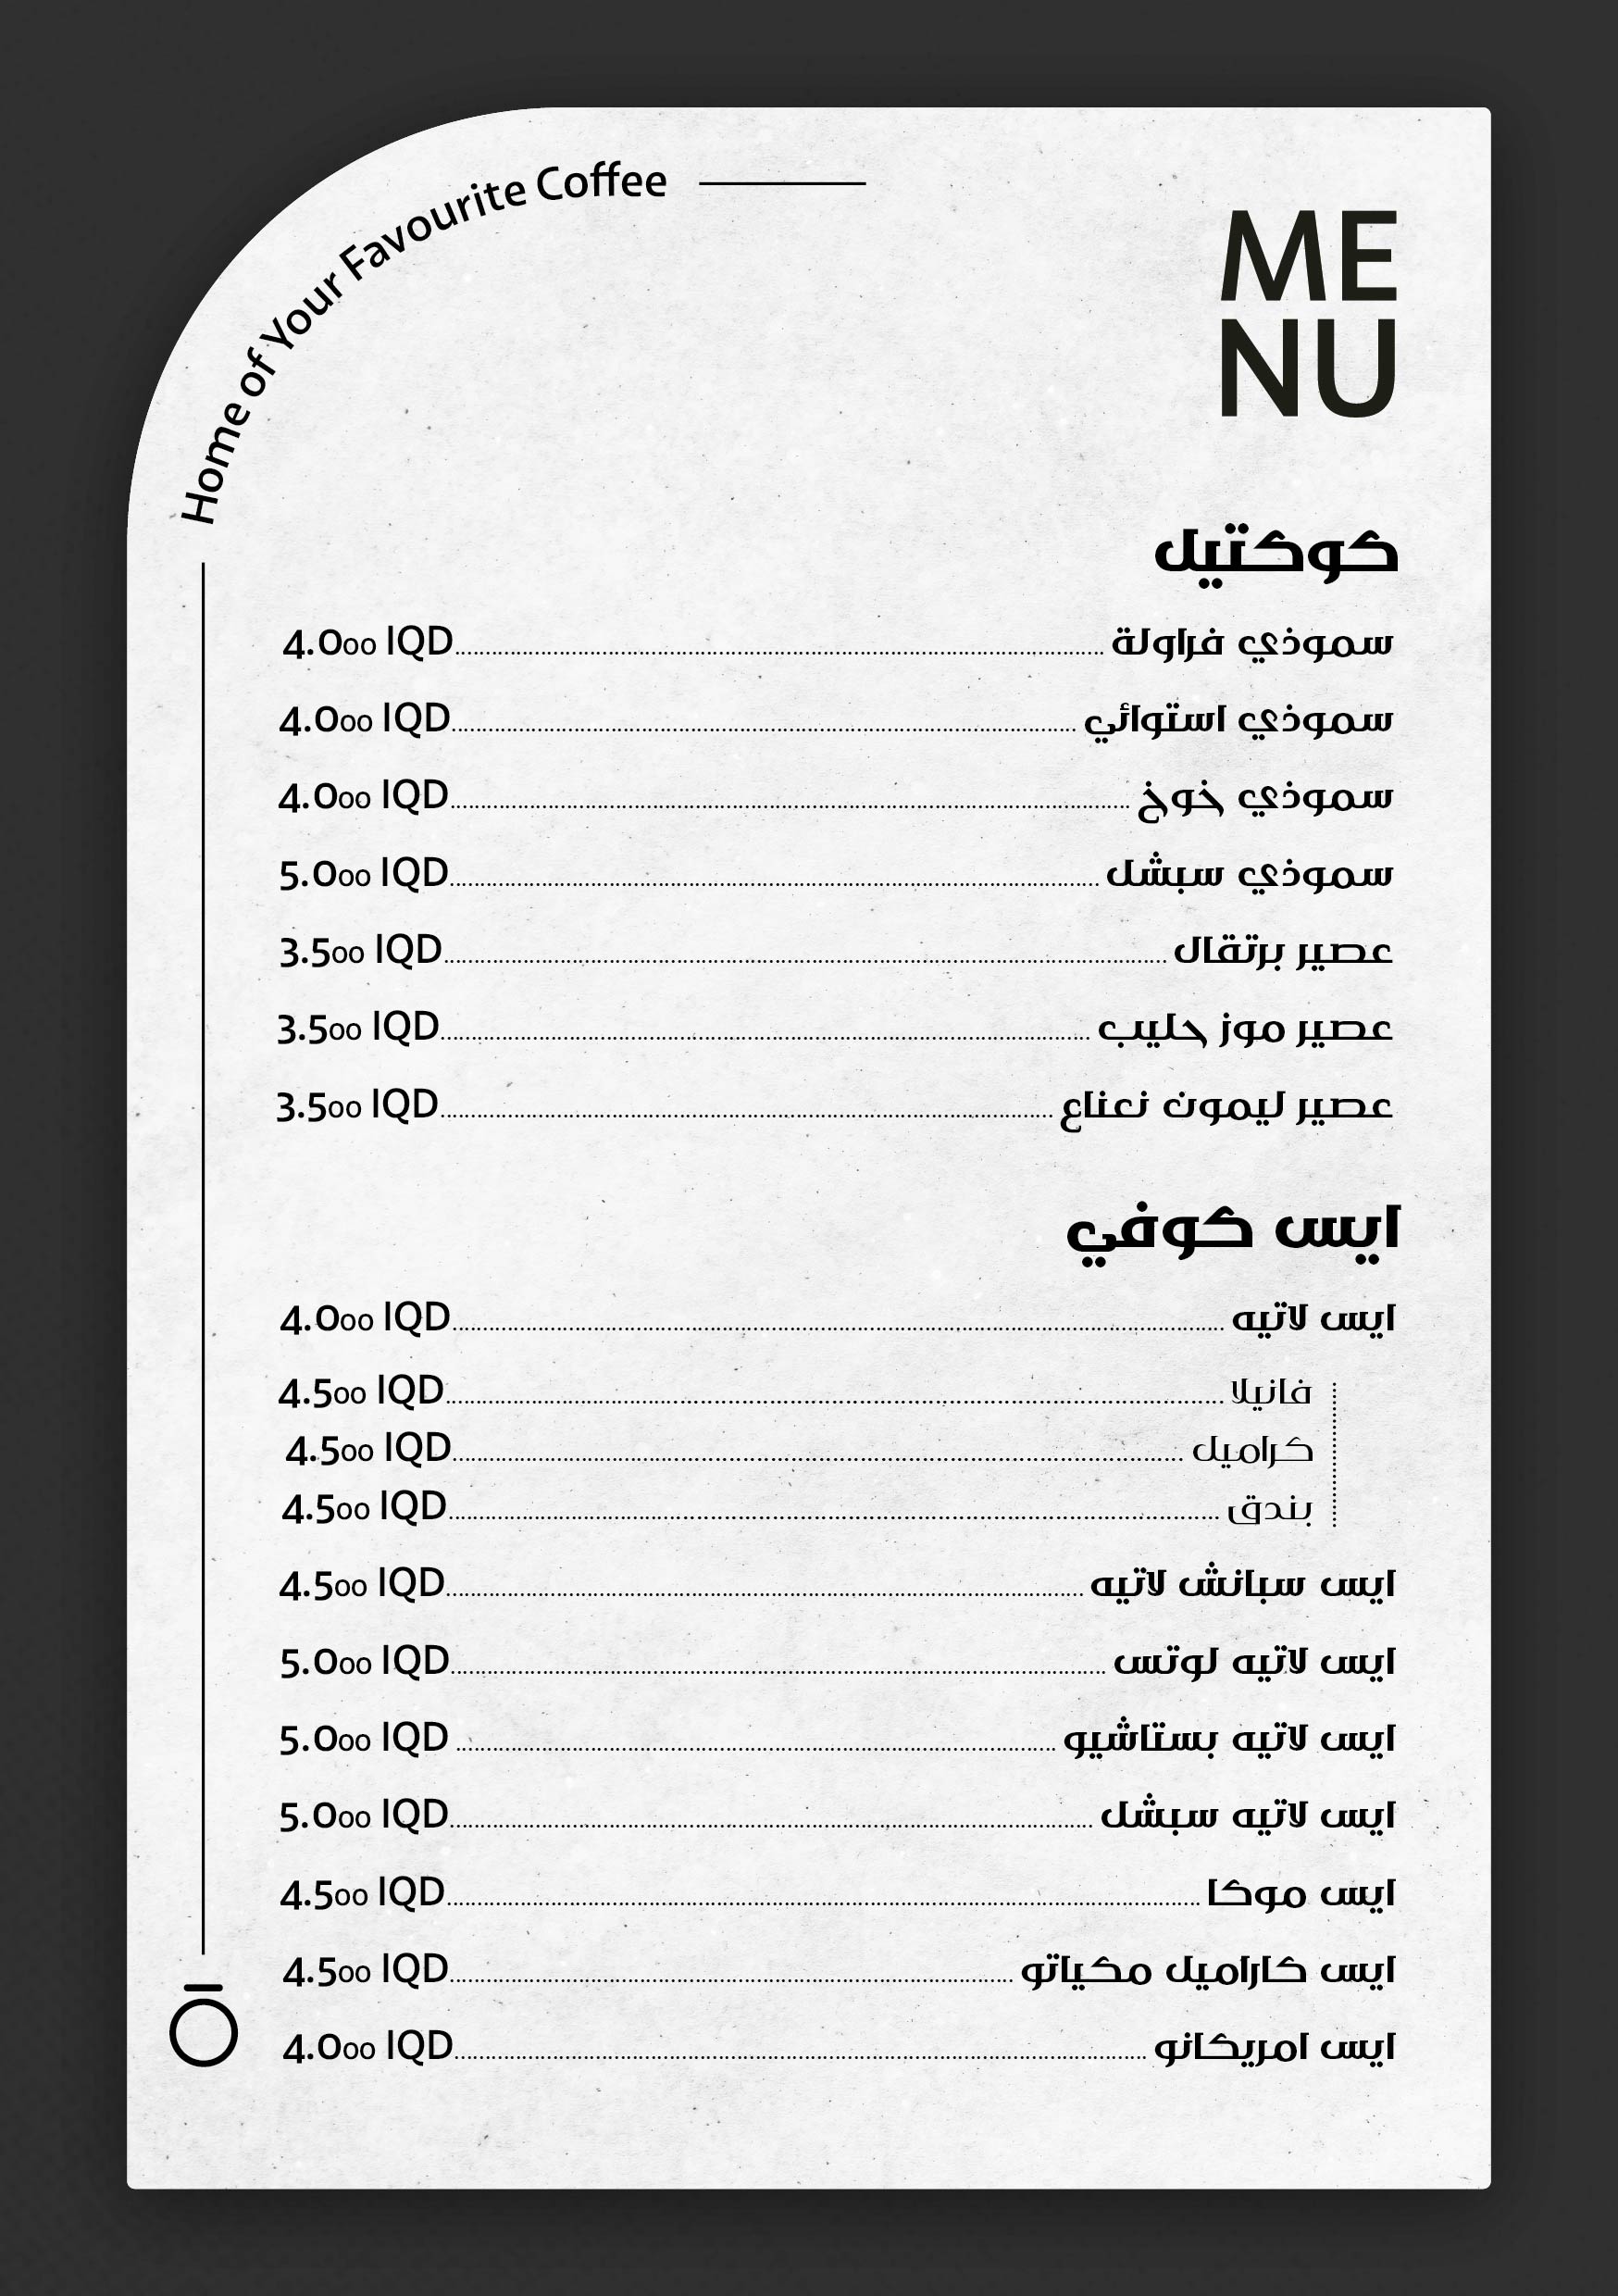 Home of Your Favourite Coffee
ME
NU
كوكتيل
سموذي فراولة 4.000 IQD
سموذي استوائي 4.000 IQD
سموذي خوخ 4.000 IQD
سموذي سبشل 5.000 IQD
عصير برتقال 3.500 IQD
عصير موز حليب 3.500 IQD
عصير ليمون نعناع 3.500 IQD
ايس كوفي
ايس لاتيه 4.000 IQD
فانيلا 4.500 IQD
كراميل 4.500 IQD
بندق 4.500 IQD
ايس سبانش لاتيه 4.500 IQD
ايس لاتيه لوتس 5.000 IQD
ايس لاتيه بستاشيو 5.000 IQD
ايس لاتيه سبشل 5.000 IQD
ايس موكا 4.500 IQD
ايس كاراميل مكياتو 4.500 IQD
ايس امريكانو 4.000 IQD
Ō